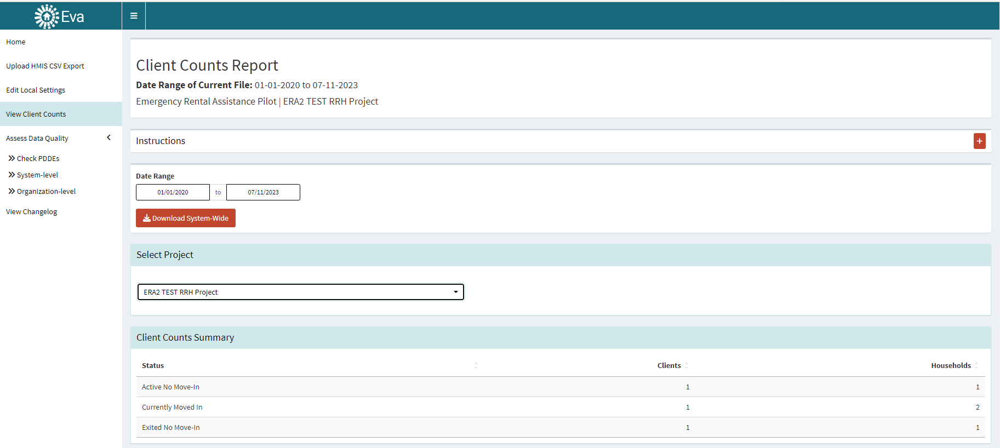 Eva
Home
Upload HMIS CSV Export
Edit Local Settings
View Client Counts
Assess Data Quality
Check PDDEs
System-level
Organization-level
View Changelog
Client Counts Report
Date Range of Current File: 01-01-2020 to 07-11-2023
Emergency Rental Assistance Pilot | ERA2 TEST RRH Project
Instructions
Date Range
01/01/2020 to 07/11/2023
Download System-Wide
Select Project
ERA2 TEST RRH Project
Client Counts Summary
Status Clients Households
Active No Move-In 1 1
Currently Moved In 1 2
Exited No Move-In 1 1